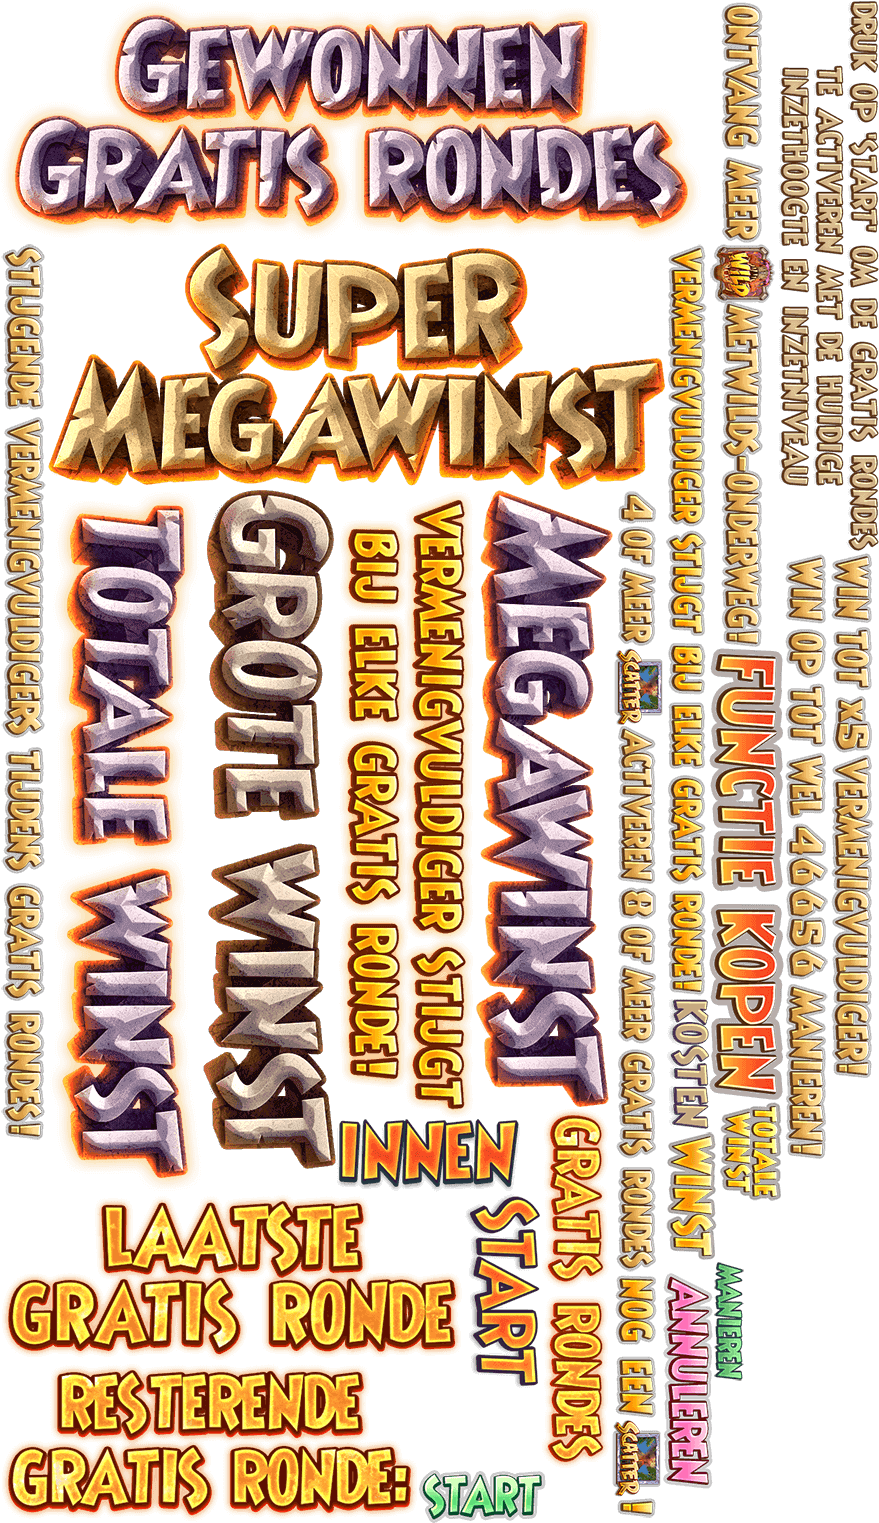 GEWONNEN
GRATIS RONDES
SUPER
MEGAWINST
STIJGENDE VERMENIGVULDIGERS TIJDENS GRATIS RONDES!
TOTALE WINST
GROTE WINST
VERMENIGVULDIGER STIJGT
BIJ ELKE GRATIS RONDE!
MEGAWINST
4 OF MEER SCATTER ACTIVEREN 8 OF MEER GRATIS RONDES NOG EEN SCATTER!
VERMENIGVULDIGER STIJGT BIJ ELKE GRATIS RONDE!
KOSTEN
WINST
ONTVANG MEER WILD METWILDS-ONDERWEG!
FUNCTIE KOPEN
TOTALE
WINST
DRUK OP 'START' OM DE GRATIS RONDES
TE ACTIVEREN MET DE HUIDIGE
INZETHOOGTE EN INZETNIVEAU
WIN TOT X5 VERMENIGVULDIGER!
WIN OP TOT WEL 46656 MANIEREN!
INNEN
START
GRATIS RONDES
MANIEREN
ANNULEREN
LAATSTE
GRATIS RONDE
RESTERENDE
GRATIS RONDE:
START